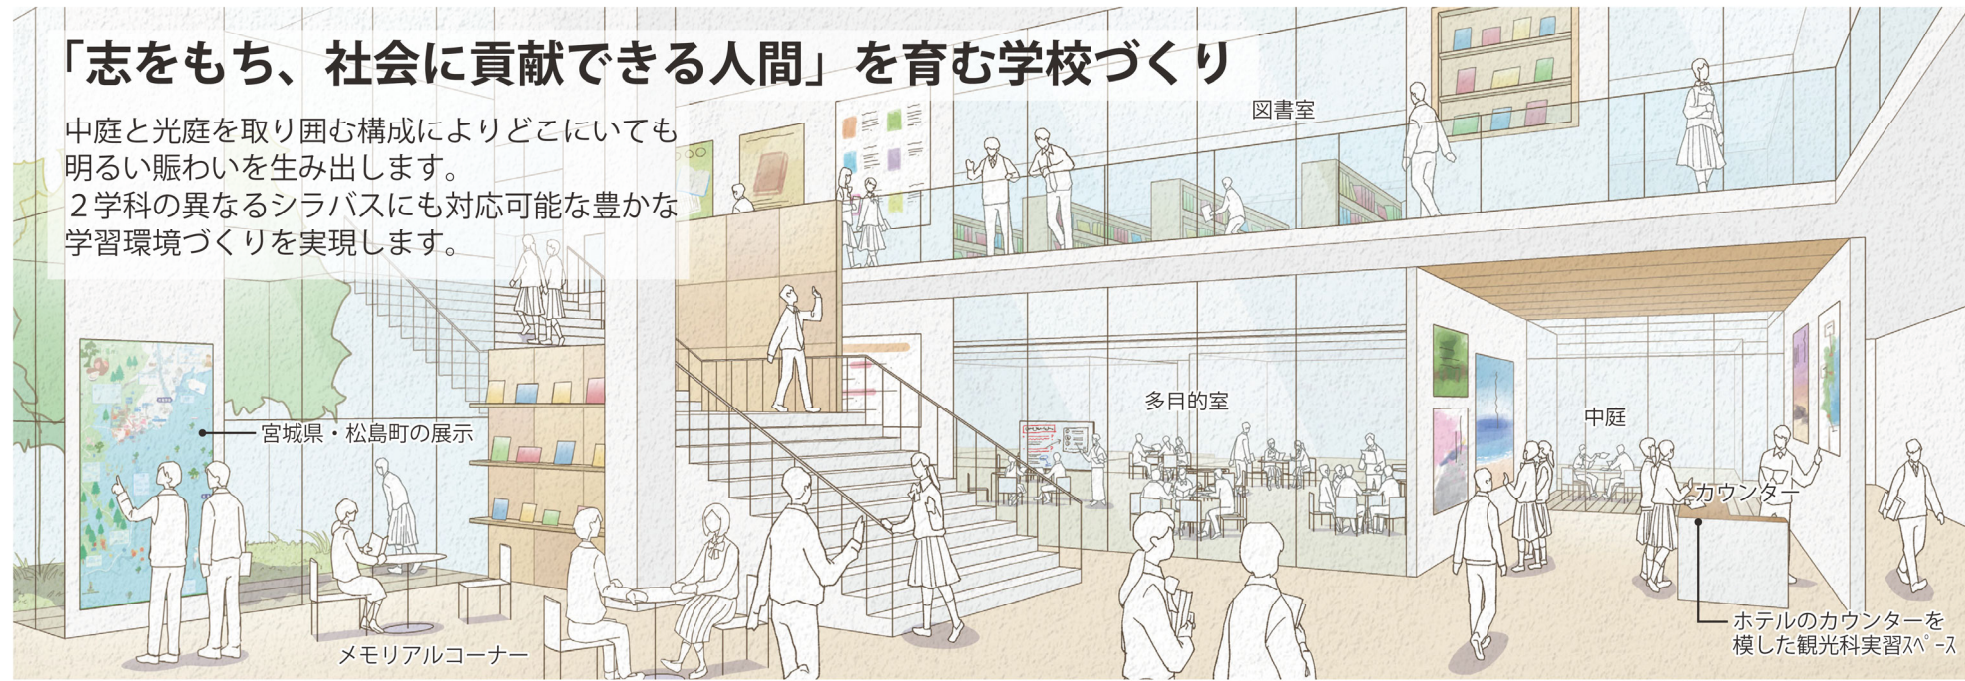 「志をもち、社会に貢献できる人間」を育む学校づくり
中庭と光庭を取り囲む構成によりどこにいても
明るい賑わいを生み出します。
２学科の異なるシラバスにも対応可能な豊かな
学習環境づくりを実現します。
図書室
多目的室
中庭
宮城県・松島町の展示
カウンター
メモリアルコーナー
ホテルのカウンターを
模した観光科実習ｽﾍﾟｰｽ